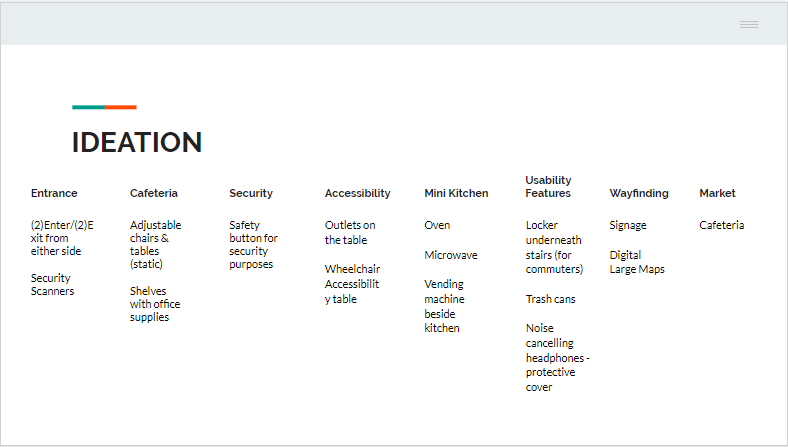 IDEATION
Entrance
(2)Enter/(2)E
xit from
either side
Security
Scanners
Cafeteria
Adjustable
chairs &
tables
(static)
Shelves
with office
supplies
Security
Safety
button for
security
purposes
Accessibility
Outlets on
the table
Wheelchair
Accessibilit
y table
Mini Kitchen
Oven
Microwave
Vending
machine
beside
kitchen
Usability
Features
Locker
underneath
stairs (for
commuters)
Trash cans
Noise
cancelling
headphones -
protective
cover
Wayfinding
Signage
Digital
Large Maps
Market
Cafeteria